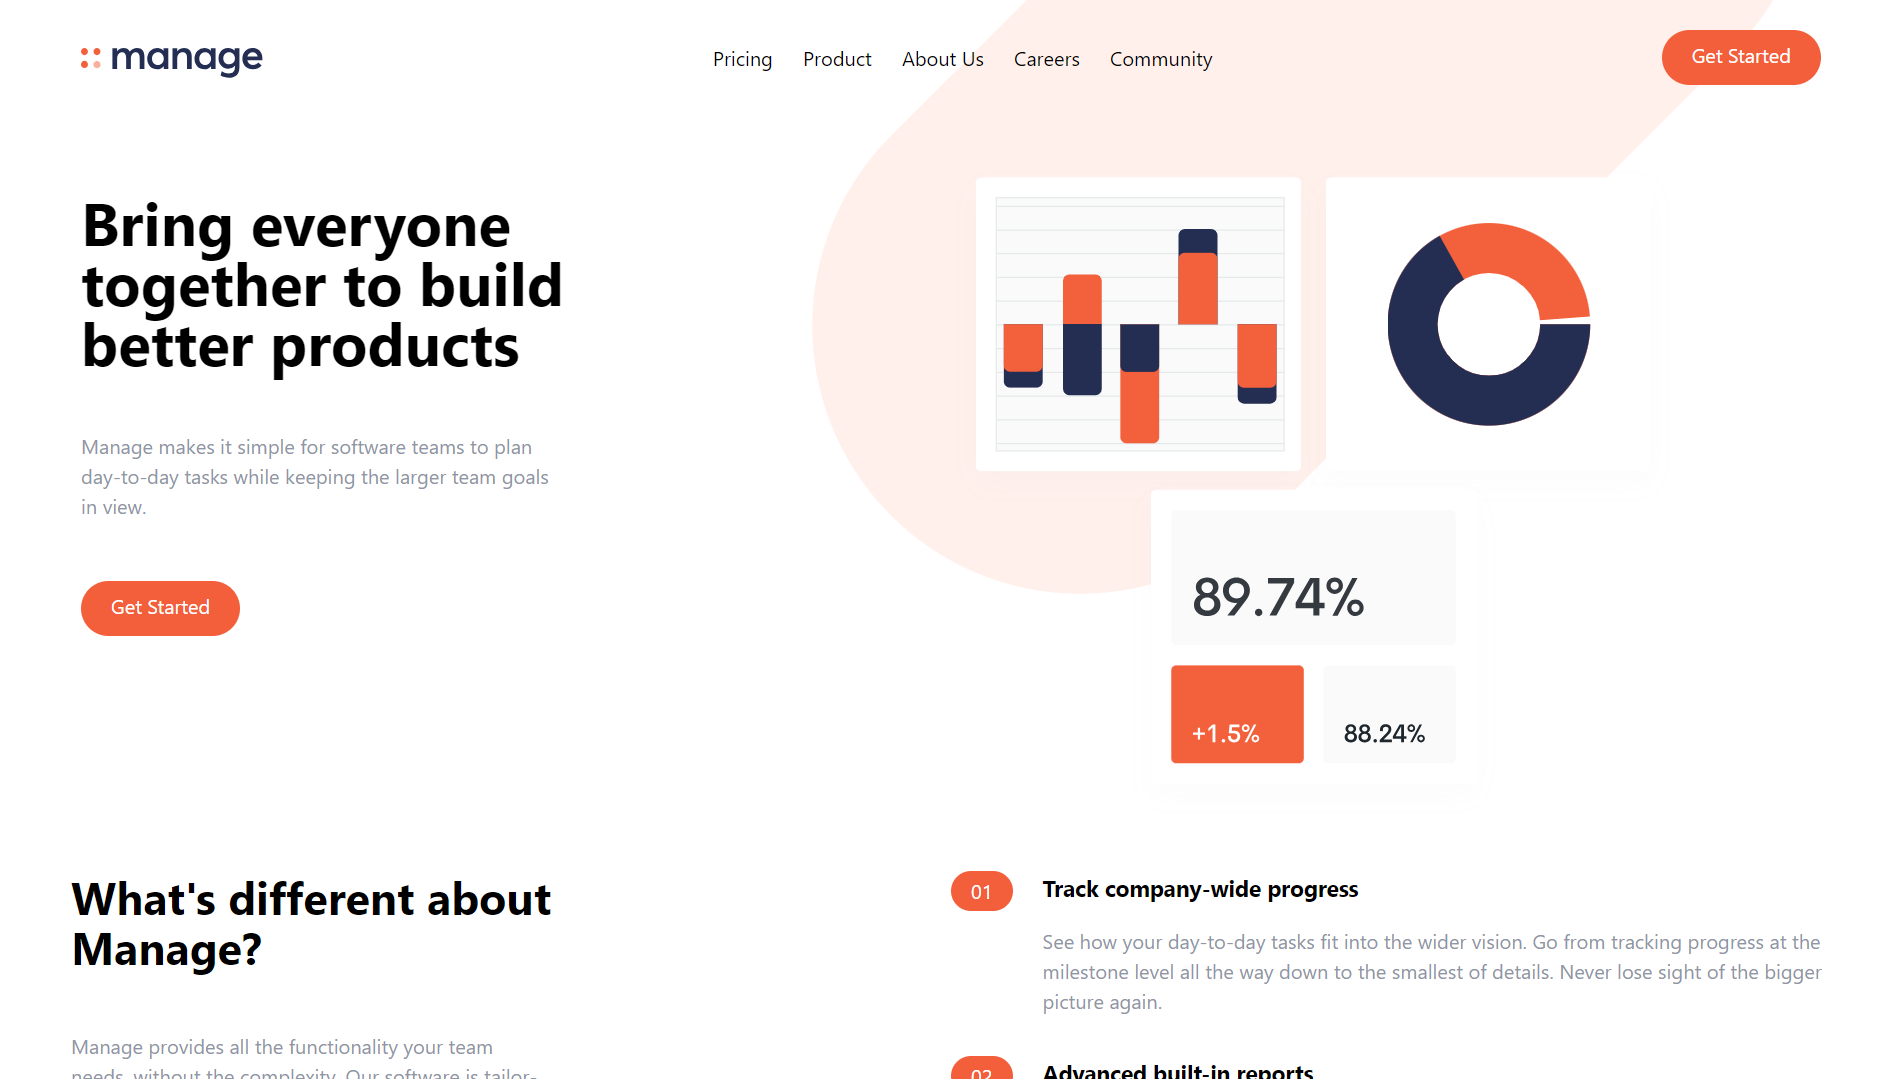 manage
Pricing
Product
About Us
Careers
Community
Get Started
Bring everyone
together to build
better products
Manage makes it simple for software teams to plan
day-to-day tasks while keeping the larger team goals
in view.
Get Started
89.74%
+1.5%
88.24%
What's different about
Manage?
Manage provides all the functionality your team
needs, without the complexity. Our software is tailor-
01
Track company-wide progress
See how your day-to-day tasks fit into the wider vision. Go from tracking progress at the
milestone level all the way down to the smallest of details. Never lose sight of the bigger
picture again.
02
Advanced built-in reports